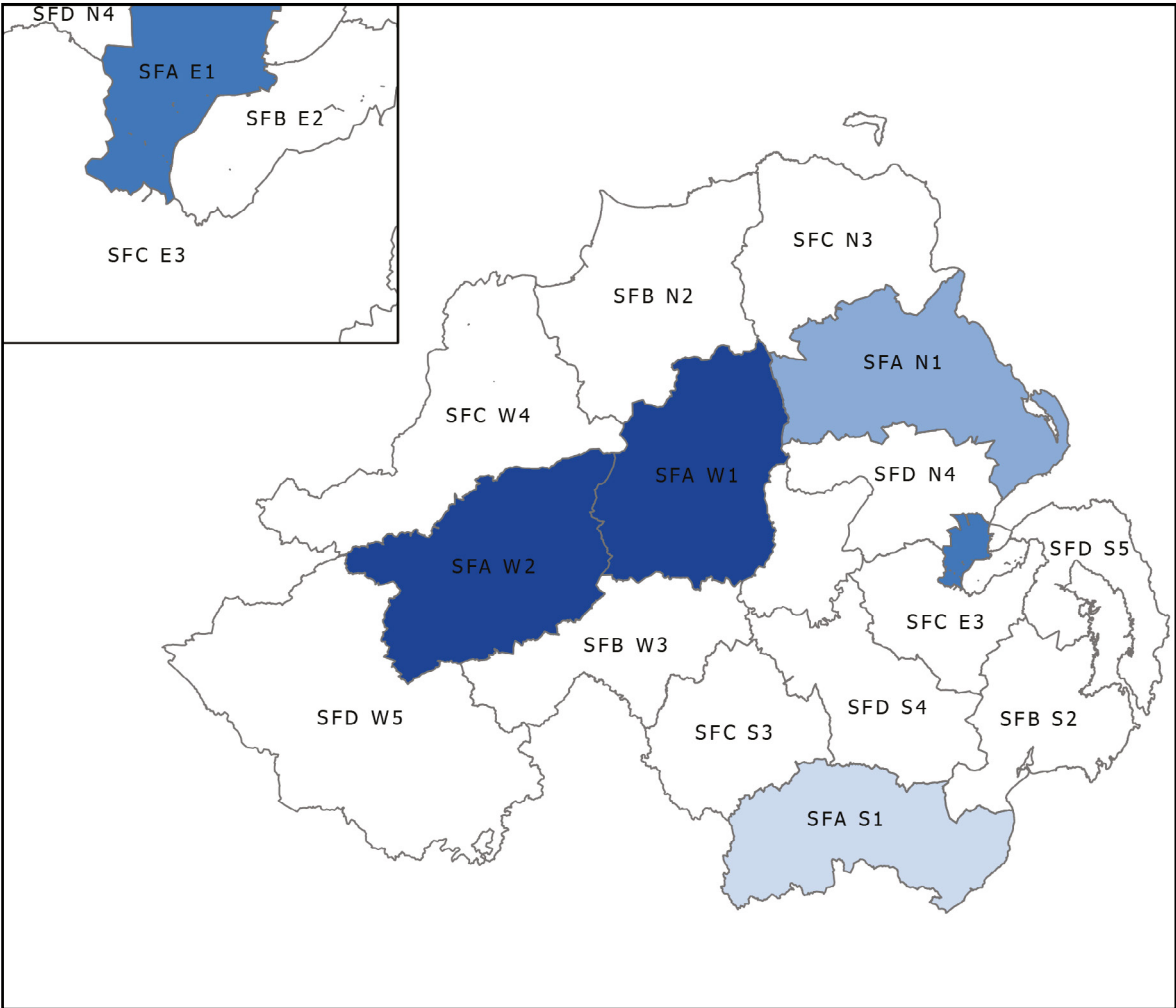 SFD N4
SFA E1
SFB E2
SFC E3
SFC N3
SFB N2
SFA N1
SFC W4
SFA W1
SFD N4
SFD S5
SFA W2
SFC E3
SFB W3
SFD W5
SFC S3
SFD S4
SFB S2
SFA S1